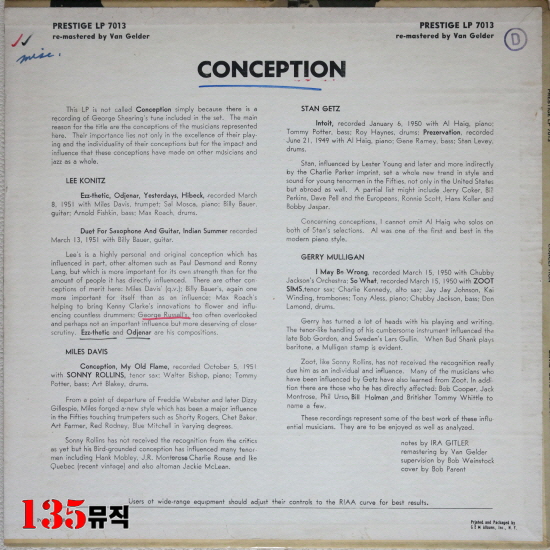 PRESTIGE LP 7013
re-mastered by Van Gelder
misc.
PRESTIGE LP 7013
re-mastered by Van Gelder
D
CONCEPTION
This LP is not called Conception simply because there is a
recording of George Shearing's tune included in the set. The main
reason for the title are the conceptions of the musicians represented
here. Their importance lies not only in the excellence of their play-
ing and the individuality of their conceptions but for the impact and
influence that these conceptions have made on other musicians and
jazz as a whole.
LEE KONITZ
Ezz-thetic, Odjenar, Yesterdays, Hibeck, recorded March
8, 1951 with Miles Davis, trumpet; Sal Mosca, piano; Billy Bauer,
guitar; Arnold Fishkin, bass; Max Roach, drums.
Duet For Saxophone And Guitar, Indian Summer recorded
March 13, 1951 with Billy Bauer, guitar.
Lee's is a highly personal and original conception which has
influenced in part, other altomen such as Paul Desmond and Ronny
Lang, but which is more important for its own strength than for the
amount of people it has directly influenced. There are other con-
ceptions of merit here: Miles Davis' (q.v.); Billy Bauer's, again one
more important for itself than as an influence; Max Roach's
helping to bring Kenny Clarke's innovations to flower and influ-
encing countless drummers; George Russell's, too often overlooked
and perhaps not an important influence but more deserving of closer
scrutiny. Ezz-thetic and Odjenar are his compositions.
MILES DAVIS
Conception, My Old Flame, recorded October 5, 1951
with SONNY ROLLINS, tenor sax; Walter Bishop, piano; Tommy
Potter, bass; Art Blakey, drums.
From a point of departure of Freddie Webster and later Dizzy
Gillespie, Miles forged a new style which has been a major influence
in the Fifties touching trumpeters such as Shorty Rogers, Chet Baker,
Art Farmer, Red Rodney, Blue Mitchell in varying degrees.
Sonny Rollins has not received the recognition from the critics
as yet but his Bird-grounded conception has influenced many tenor-
men including Hank Mobley, J.R. Monterose Charlie Rouse and Ike
Quebec (recent vintage) and also altoman Jackie McLean.
STAN GETZ
Intoit, recorded January 6, 1950 with Al Haig, piano;
Tommy Potter, bass; Roy Haynes, drums; Prezervation, recorded
June 21, 1949 with Al Haig, piano; Gene Ramey, bass; Stan Levey,
drums.
Stan, influenced by Lester Young and later and more indirectly
by the Charlie Parker imprint, set a whole new trend in style and
sound for young tenormen in the Fifties, not only in the United States
but abroad as well. A partial list might include Jerry Coker, Bill
Perkins, Dave Pell and the Europeans, Ronnie Scott, Hans Koller and
Bobby Jaspar.
Concerning conceptions, I cannot omit Al Haig who solos on
both of Stan's selections. Al was one of the first and best in the
modern piano style.
GERRY MULLIGAN
I May Be Wrong, recorded March 15, 1950 with Chubby
Jackson's Orchestra; So What, recorded March 15, 1950 with ZOOT
SIMS, tenor sax; Charlie Kennedy, alto sax; Jay Jay Johnson, Kai
Winding, trombones; Tony Aless, piano; Chubby Jackson, bass; Don
Lamond, drums.
Gerry has turned a lot of heads with his playing and writing.
The tenor-like handling of his cumbersome instrument influenced the
late Bob Gordon, and Sweden's Lars Gullin. When Bud Shank plays
baritone, a Mulligan stamp is evident.
Zoot, like Sonny Rollins, has not received the recognition really
due him as an individual and influence. Many of the musicians who
have been influenced by Getz have also learned from Zoot. In addi-
tion there are those who he has directly affected; Bob Cooper, Jack
Montrose, Phil Urso, Bill Holman ,and Britisher Tommy Whittle to
name a few.
These recordings represent some of the best work of these influ-
ential musicians. They are to be enjoyed as well as analyzed.
notes by IRA GITLER
remastering by Van Gelder
supervision by Bob Weinstock
cover by Bob Parent
Users of wide-range equipment should adjust their controls to the RIAA curve for best results.
135뮤직
Printed and Packaged by